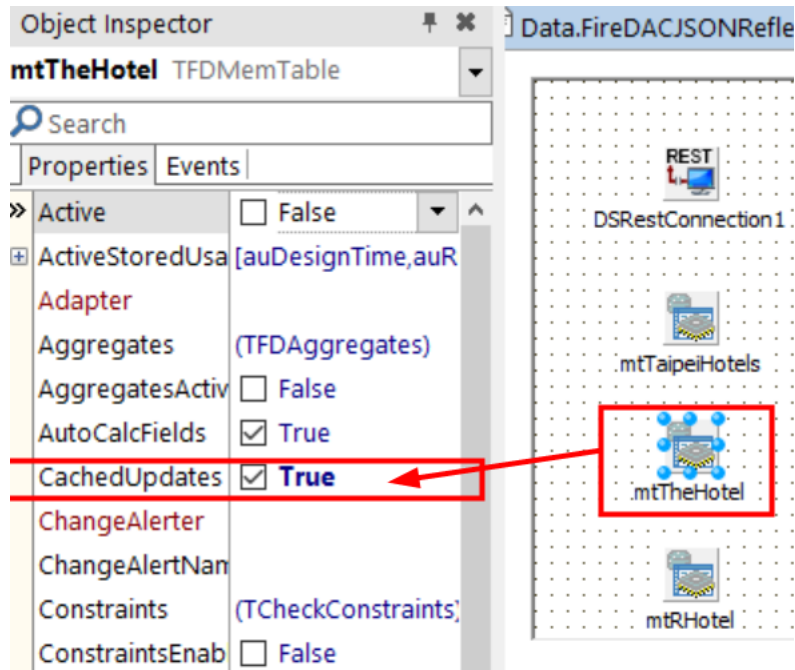 Object Inspector
mtTheHotel TFDMemTable
Search
Properties Events
Active False
ActiveStoredUsa [auDesignTime,auR
Adapter
Aggregates (TFDAggregates)
AggregatesActiv False
AutoCalcFields True
CachedUpdates True
ChangeAlerter
ChangeAlertNam
Constraints (TCheckConstraints)
ConstraintsEnab False
Data.FireDACJSONRefle
REST
DSRestConnection1
mtTaipeiHotels
mtTheHotel
mtRHotel